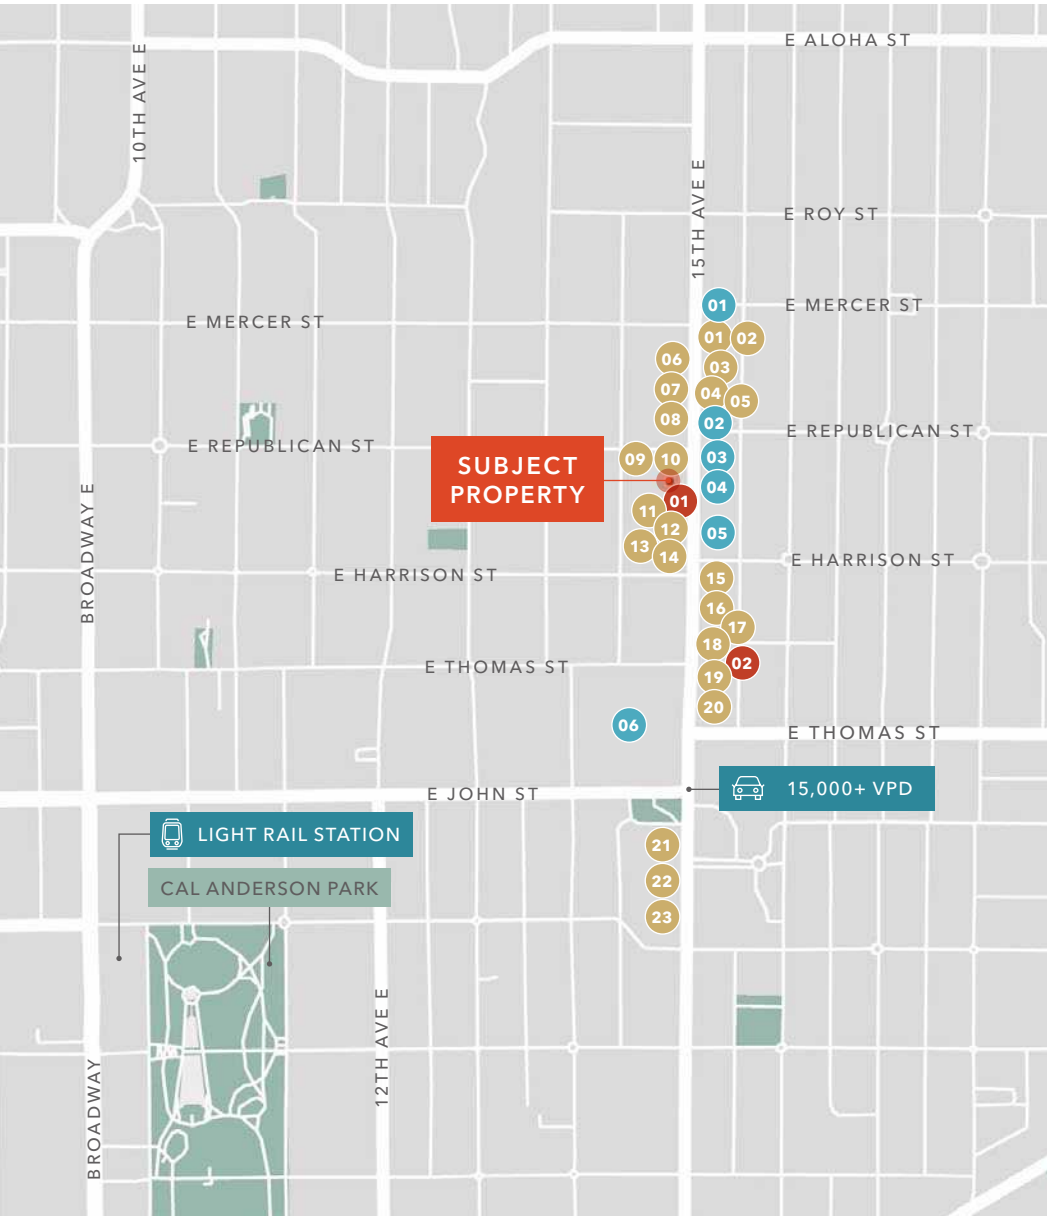 E ALOHA ST
10TH AVE E
15TH AVE E
E ROY ST
01
E MERCER ST
E MERCER ST
01
02
06
03
07
04
05
08
02
E REPUBLICAN ST
E REPUBLICAN ST
SUBJECT
PROPERTY
09
10
03
04
01
11
12
05
13
14
BROADWAY E
E HARRISON ST
E HARRISON ST
15
16
17
18
02
E THOMAS ST
19
20
06
E THOMAS ST
15,000+ VPD
E JOHN ST
LIGHT RAIL STATION
CAL ANDERSON PARK
21
22
23
12TH AVE E
BROADWAY